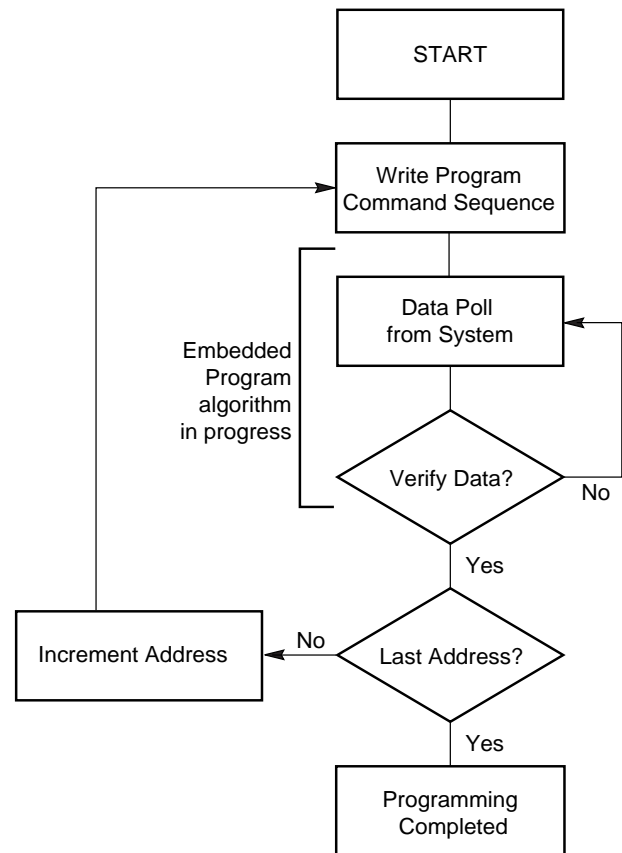 START
Write Program
Command Sequence
Data Poll
from System
Embedded
Program
algorithm
in progress
Verify Data?
No
Yes
Increment Address
No
Last Address?
Yes
Programming
Completed